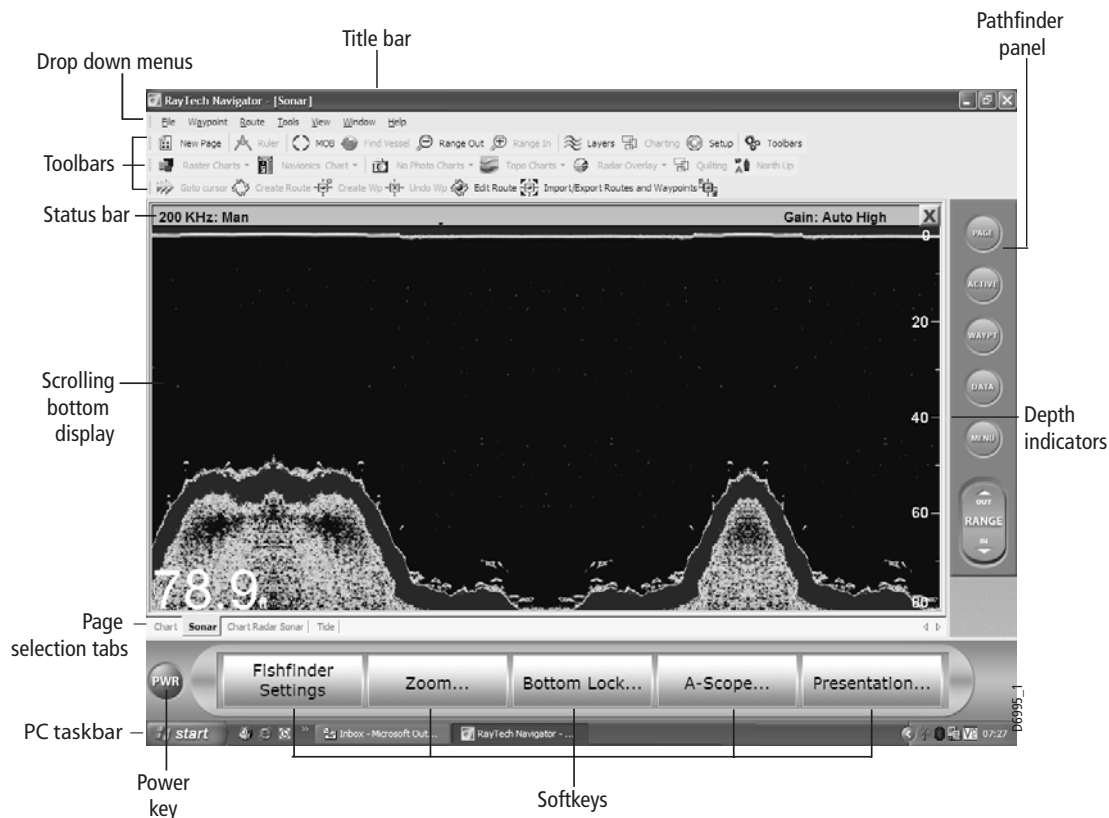 Pathfinder
panel
Title bar
Drop down menus
RayTech Navigator - [Sonar]
File Waypoint Route Tools View Window Help
New Page Ruler MOB Find Vessel Range Out Range In Layers Charting Setup Toolbars
Toolbars
Raster Charts Navionics Chart No Photo Charts Topo Charts Radar Overlay Quilting North Up
Goto cursor Create Route Create Wp Undo Wp Edit Route Import/Export Routes and Waypoints
Status bar
200 KHz: Man Gain: Auto High X
0
PAGE
ACTIVE
20
WAYPT
Scrolling
bottom
display
DATA
40
Depth
indicators
MENU
OUT
60
RANGE
IN
78.9
80
Page
selection tabs
Chart Sonar Chart Radar Sonar Tide
PWR
Fishfinder
Settings
Zoom...
Bottom Lock...
A-Scope...
Presentation...
D6995_1
PC taskbar
start
Inbox - Microsoft Out...
RayTech Navigator - ...
07:27
Power
key
Softkeys